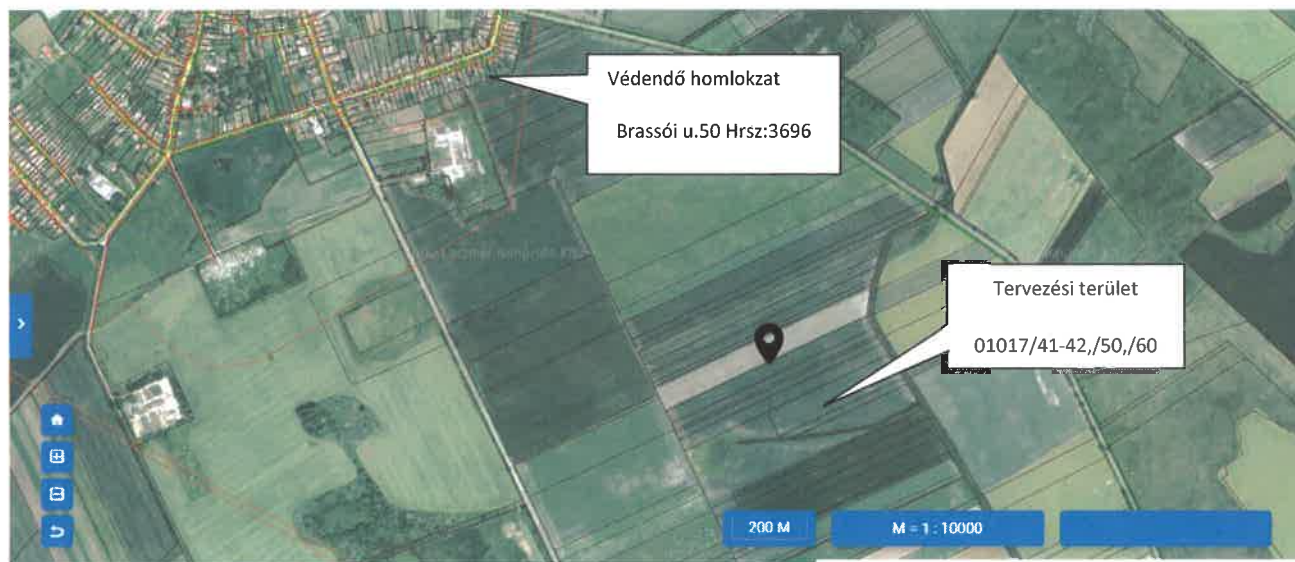 Védendő homlokzat
Brassói u.50 Hrsz:3696
Tervezési terület
01017/41-42,/50,/60
200 M
M = 1 : 10000